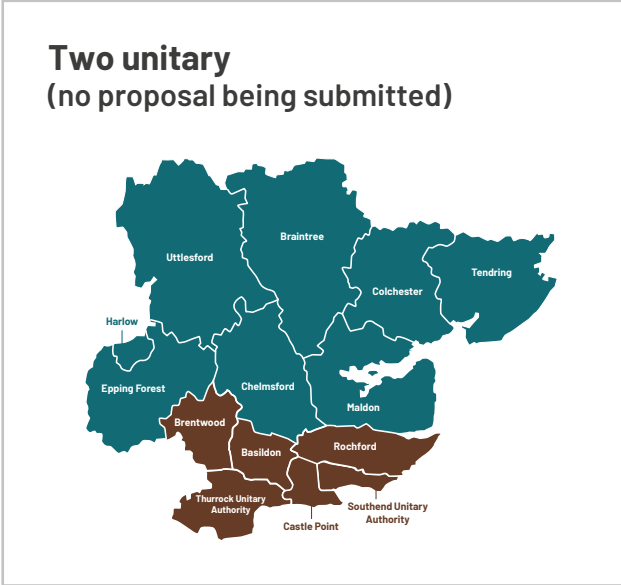 Two unitary
(no proposal being submitted)
Braintree
Uttlesford
Tendring
Colchester
Harlow
Epping Forest
Chelmsford
Maldon
Brentwood
Rochford
Basildon
Thurrock Unitary
Authority
Southend Unitary
Authority
Castle Point